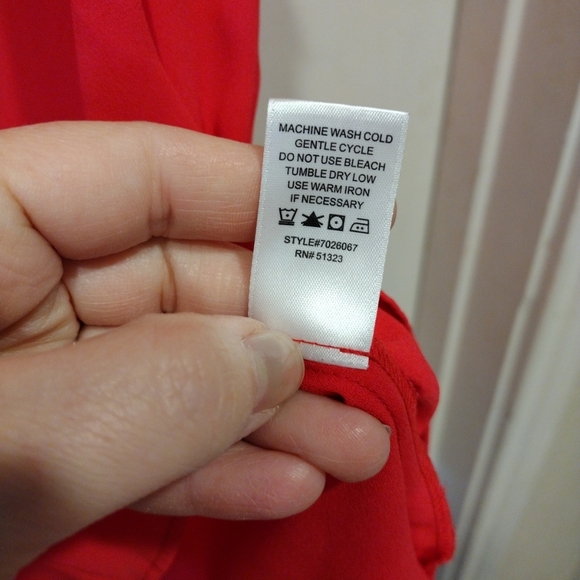 MACHINE WASH COLD
GENTLE CYCLE
DO NOT USE BLEACH
TUMBLE DRY LOW
USE WARM IRON
IF NECESSARY
STYLE#7026067
RN# 51323